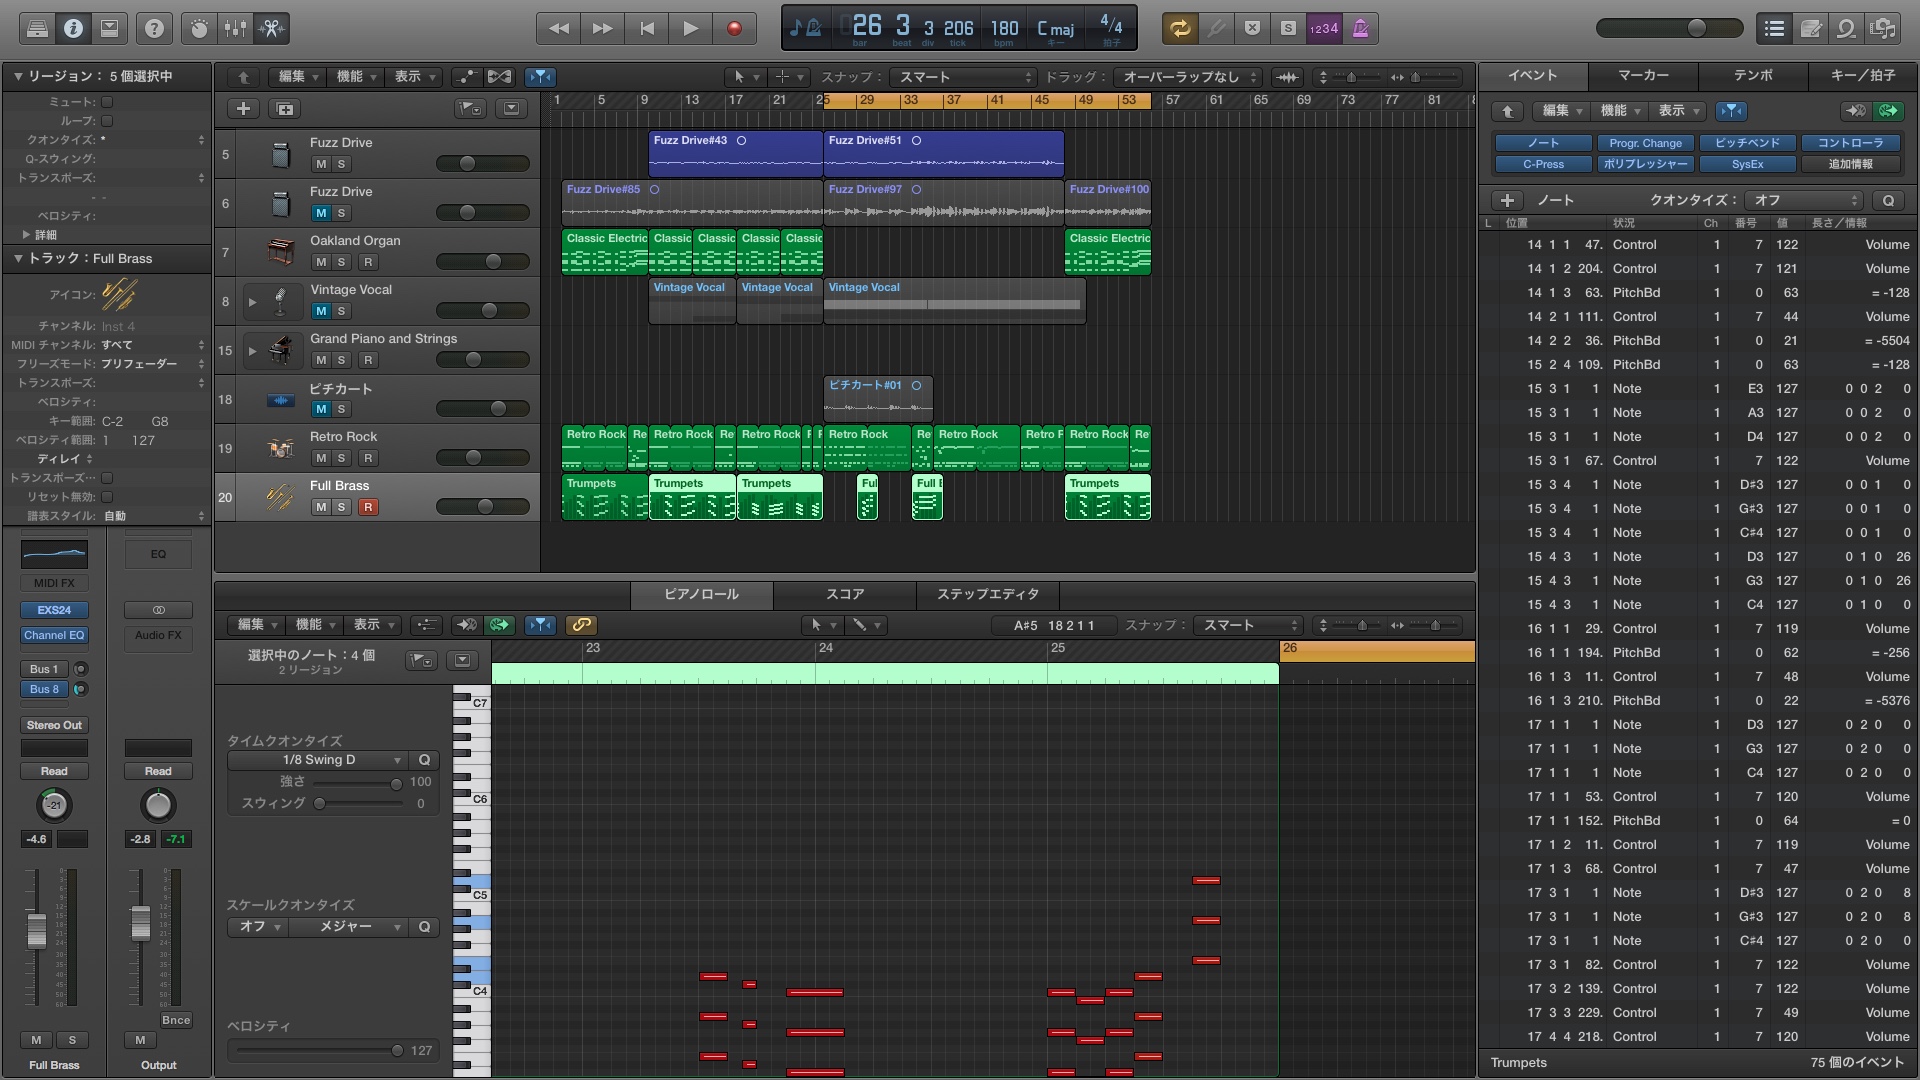 26 3 3 206 180 C maj 4/4
bar beat div tick bpm キー 拍子
S 1234
リージョン： 5 個選択中
ミュート:
ループ:
クオンタイズ:
Q-スウィング:
トランスポーズ:
ベロシティ:
詳細
トラック：Full Brass
アイコン:
チャンネル: Inst 4
MIDI チャンネル: すべて
フリーズモード: プリフェーダー
トランスポーズ:
ベロシティ:
キー範囲: C-2 G8
ベロシティ範囲: 1 127
ディレイ
トランスポーズ…
リセット無効:
譜表スタイル: 自動
EQ
MIDI FX
EXS24
Channel EQ Audio FX
Bus 1
Bus 8
Stereo Out
Read Read
-21
-4.6 -2.8 -7.1
Bnce
M S M
Full Brass Output
編集 機能 表示 スナップ： スマート ドラッグ： オーバーラップなし
1 5 9 13 17 21 25 29 33 37 41 45 49 53 57 61 65 69 73 77 81
5 Fuzz Drive M S Fuzz Drive#43 Fuzz Drive#51
6 Fuzz Drive M S Fuzz Drive#85 Fuzz Drive#97 Fuzz Drive#100
7 Oakland Organ M S R Classic Electric Classic Classic Classic Classic Classic Electric
8 Vintage Vocal M S Vintage Vocal Vintage Vocal Vintage Vocal
15 Grand Piano and Strings M S R
18 ピチカート M S ピチカート#01
19 Retro Rock M S R Retro Rock Re Retro Rock Re Retro Rock F F Retro Rock Re Retro Rock Retro F Retro Rock Re
20 Full Brass M S R Trumpets Trumpets Trumpets Ful Full B Trumpets
ピアノロール スコア ステップエディタ
編集 機能 表示 A♯5 18 2 1 1 スナップ： スマート
選択中のノート：4 個
2 リージョン
23 24 25 26
タイムクオンタイズ
1/8 Swing D Q
強さ 100
スウィング 0
スケールクオンタイズ
オフ メジャー Q
ベロシティ
127
C7
C6
C5
C4
イベント マーカー テンポ キー／拍子
編集 機能 表示
ノート Progr. Change ピッチベンド コントローラ
C-Press ポリプレッシャー SysEx 追加情報
ノート クオンタイズ： オフ Q
L 位置 状況 Ch 番号 値 長さ／情報
14 1 1 47. Control 1 7 122 Volume
14 1 2 204. Control 1 7 121 Volume
14 1 3 63. PitchBd 1 0 63 = -128
14 2 1 111. Control 1 7 44 Volume
14 2 2 36. PitchBd 1 0 21 = -5504
15 2 4 109. PitchBd 1 0 63 = -128
15 3 1 1 Note 1 E3 127 0 0 2 0
15 3 1 1 Note 1 A3 127 0 0 2 0
15 3 1 1 Note 1 D4 127 0 0 2 0
15 3 1 67. Control 1 7 122 Volume
15 3 4 1 Note 1 D♯3 127 0 0 1 0
15 3 4 1 Note 1 G♯3 127 0 0 1 0
15 3 4 1 Note 1 C♯4 127 0 0 1 0
15 4 3 1 Note 1 D3 127 0 1 0 26
15 4 3 1 Note 1 G3 127 0 1 0 26
15 4 3 1 Note 1 C4 127 0 1 0 0
16 1 1 29. Control 1 7 119 Volume
16 1 1 194. PitchBd 1 0 62 = -256
16 1 3 11. Control 1 7 48 Volume
16 1 3 210. PitchBd 1 0 22 = -5376
17 1 1 1 Note 1 D3 127 0 2 0 0
17 1 1 1 Note 1 G3 127 0 2 0 0
17 1 1 1 Note 1 C4 127 0 2 0 0
17 1 1 53. Control 1 7 120 Volume
17 1 1 152. PitchBd 1 0 64 = 0
17 1 2 11. Control 1 7 119 Volume
17 1 3 68. Control 1 7 47 Volume
17 3 1 1 Note 1 D♯3 127 0 2 0 8
17 3 1 1 Note 1 G♯3 127 0 2 0 8
17 3 1 1 Note 1 C♯4 127 0 2 0 0
17 3 1 82. Control 1 7 122 Volume
17 3 2 139. Control 1 7 122 Volume
17 3 3 229. Control 1 7 49 Volume
17 4 4 218. Control 1 7 120 Volume
Trumpets 75 個のイベント